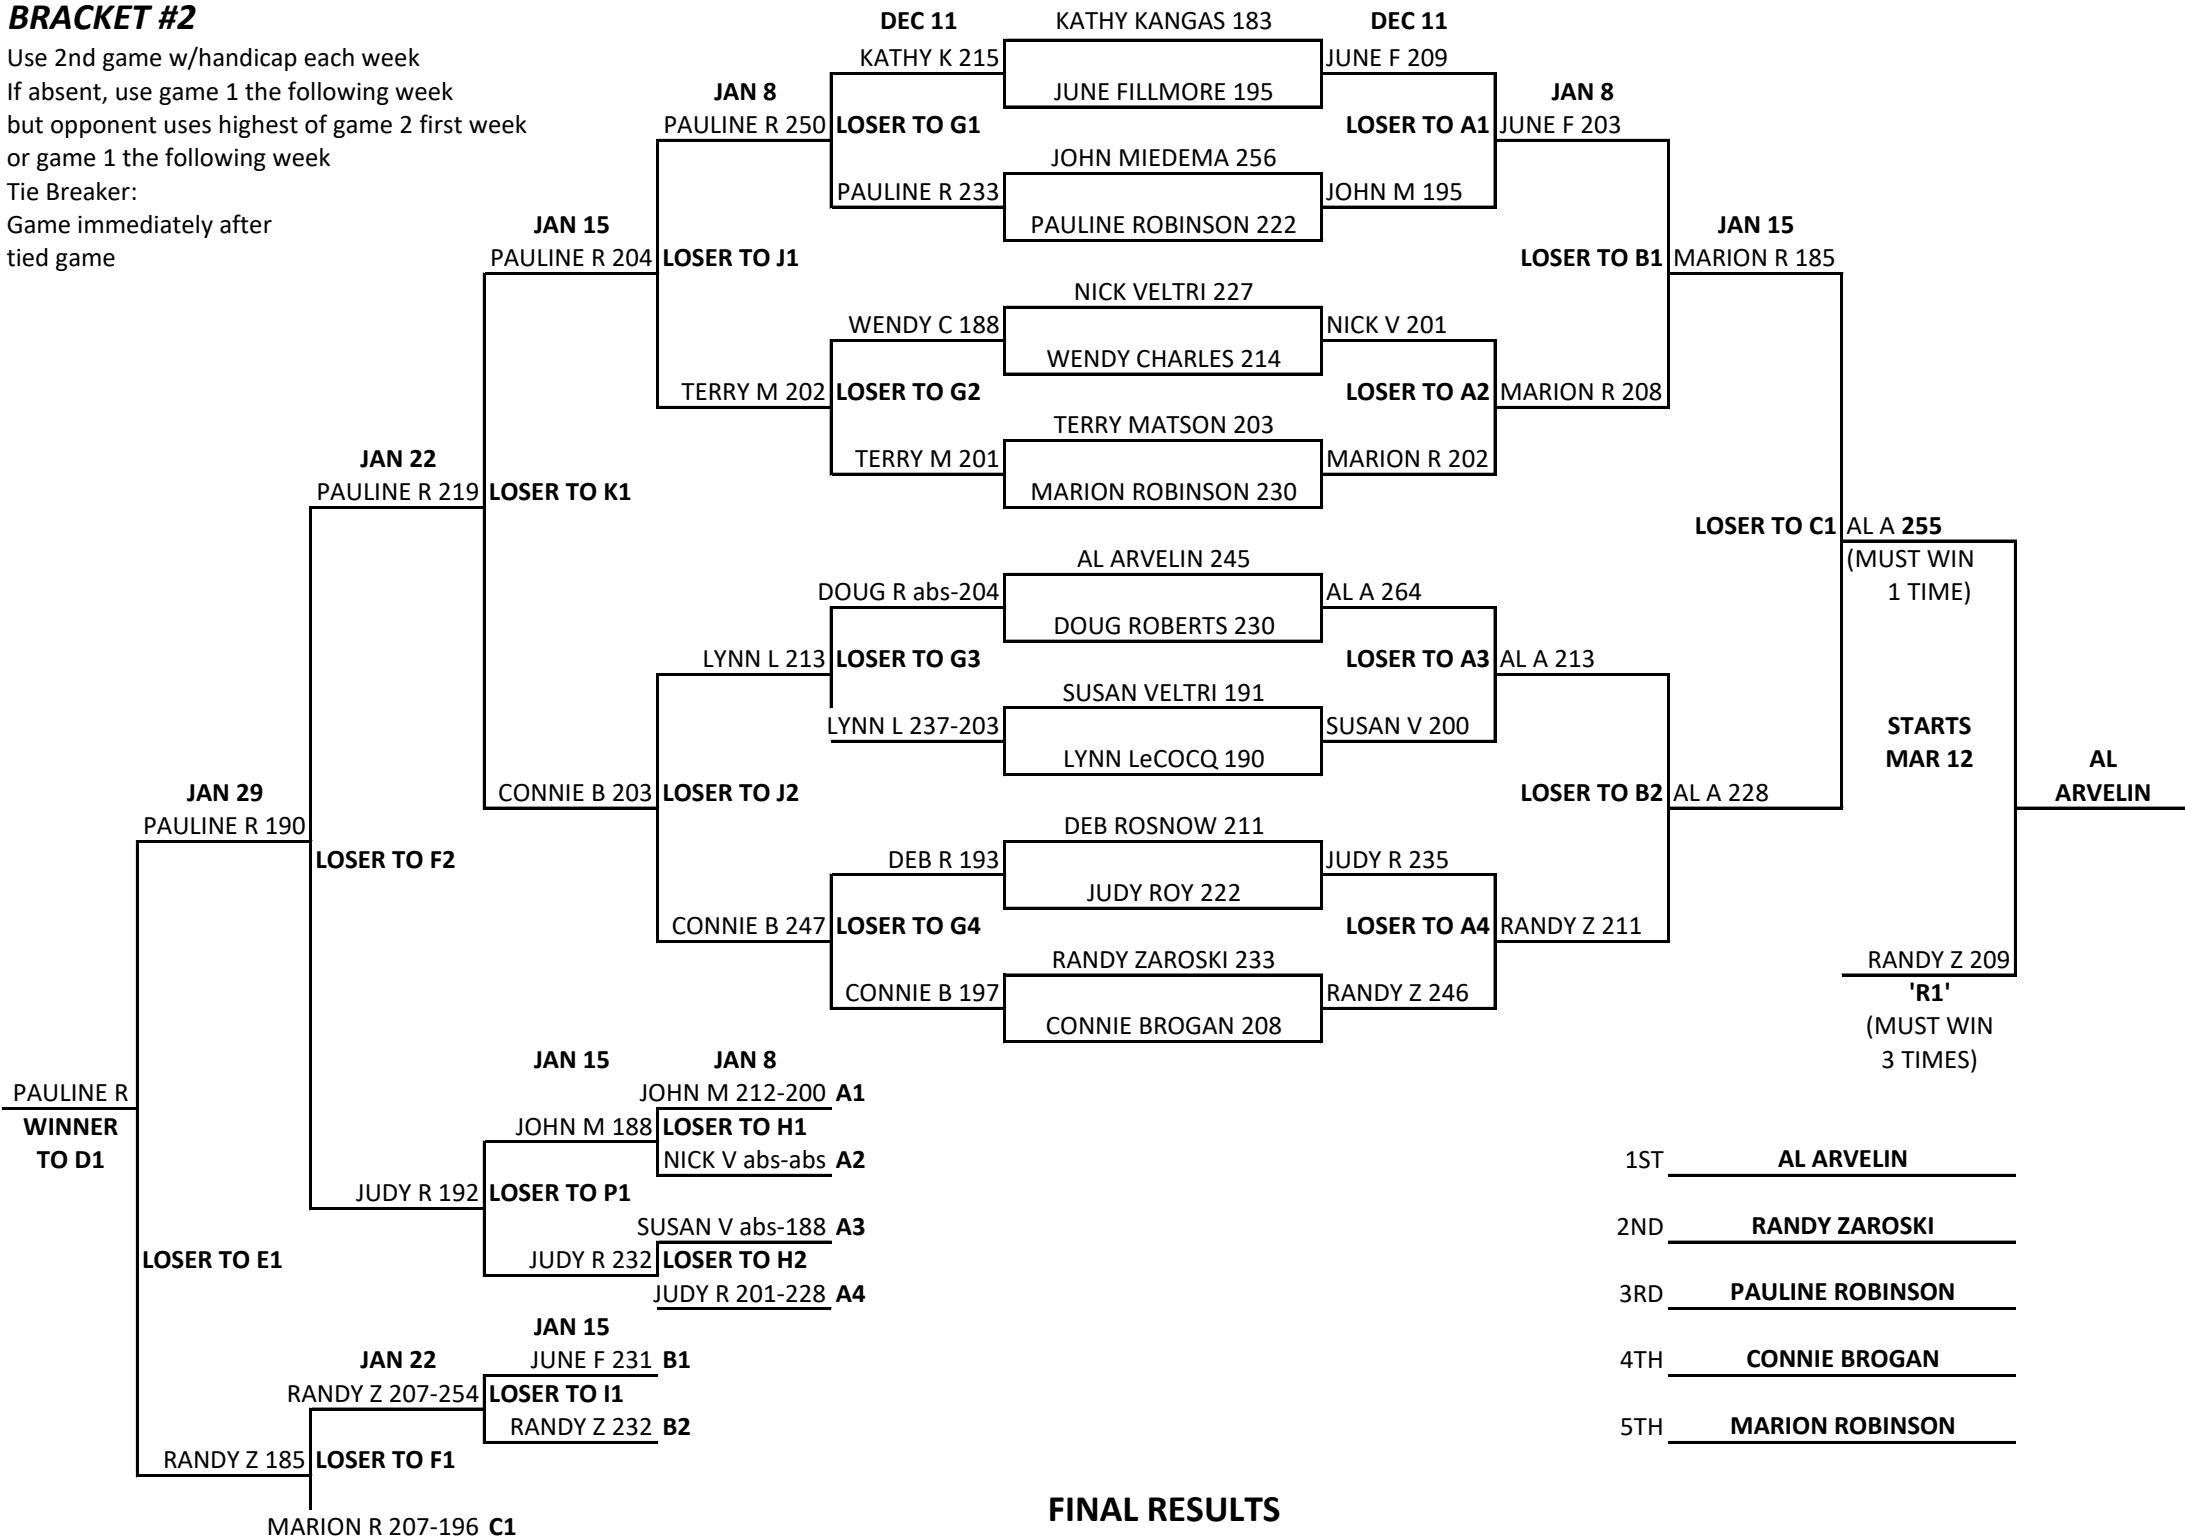 BRACKET #2
DEC 11
KATHY KANGAS 183
DEC 11
Use 2nd game w/handicap each week
KATHY K 215
JUNE F 209
If absent, use game 1 the following week
JAN 8
JUNE FILLMORE 195
JAN 8
but opponent uses highest of game 2 first week
PAULINE R 250
LOSER TO G1
LOSER TO A1
JUNE F 203
or game 1 the following week
JOHN MIEDEMA 256
Tie Breaker:
PAULINE R 233
JOHN M 195
Game immediately after
JAN 15
PAULINE ROBINSON 222
JAN 15
tied game
PAULINE R 204
LOSER TO J1
LOSER TO B1
MARION R 185
NICK VELTRI 227
WENDY C 188
NICK V 201
WENDY CHARLES 214
TERRY M 202
LOSER TO G2
LOSER TO A2
MARION R 208
TERRY MATSON 203
JAN 22
TERRY M 201
MARION R 202
PAULINE R 219
LOSER TO K1
MARION ROBINSON 230
LOSER TO C1
AL A 255
AL ARVELIN 245
(MUST WIN
DOUG R abs-204
AL A 264
1 TIME)
DOUG ROBERTS 230
LYNN L 213
LOSER TO G3
LOSER TO A3
AL A 213
SUSAN VELTRI 191
LYNN L 237-203
SUSAN V 200
STARTS
LYNN LeCOCQ 190
MAR 12
AL
JAN 29
CONNIE B 203
LOSER TO J2
LOSER TO B2
AL A 228
ARVELIN
PAULINE R 190
DEB ROSNOW 211
LOSER TO F2
DEB R 193
JUDY R 235
JUDY ROY 222
CONNIE B 247
LOSER TO G4
LOSER TO A4
RANDY Z 211
RANDY ZAROSKI 233
RANDY Z 209
CONNIE B 197
RANDY Z 246
'R1'
CONNIE BROGAN 208
(MUST WIN
JAN 15
JAN 8
3 TIMES)
PAULINE R
JOHN M 212-200 A1
WINNER
JOHN M 188
LOSER TO H1
TO D1
NICK V abs-abs A2
1ST
AL ARVELIN
JUDY R 192
LOSER TO P1
SUSAN V abs-188 A3
2ND
RANDY ZAROSKI
LOSER TO E1
JUDY R 232
LOSER TO H2
JUDY R 201-228 A4
3RD
PAULINE ROBINSON
JAN 15
JAN 22
JUNE F 231 B1
4TH
CONNIE BROGAN
RANDY Z 207-254
LOSER TO I1
RANDY Z 232 B2
5TH
MARION ROBINSON
RANDY Z 185
LOSER TO F1
FINAL RESULTS
MARION R 207-196 C1